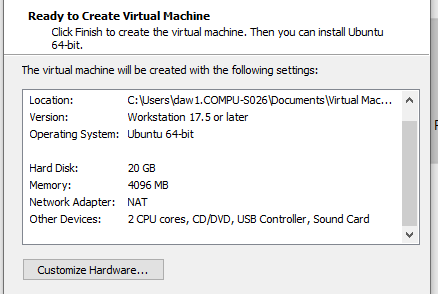 Ready to Create Virtual Machine
Click Finish to create the virtual machine. Then you can install Ubuntu
64-bit.
The virtual machine will be created with the following settings:
Location: C:\Users\daw1.COMPU-S026\Documents\Virtual Mac...
Version: Workstation 17.5 or later
Operating System: Ubuntu 64-bit
Hard Disk: 20 GB
Memory: 4096 MB
Network Adapter: NAT
Other Devices: 2 CPU cores, CD/DVD, USB Controller, Sound Card
Customize Hardware...